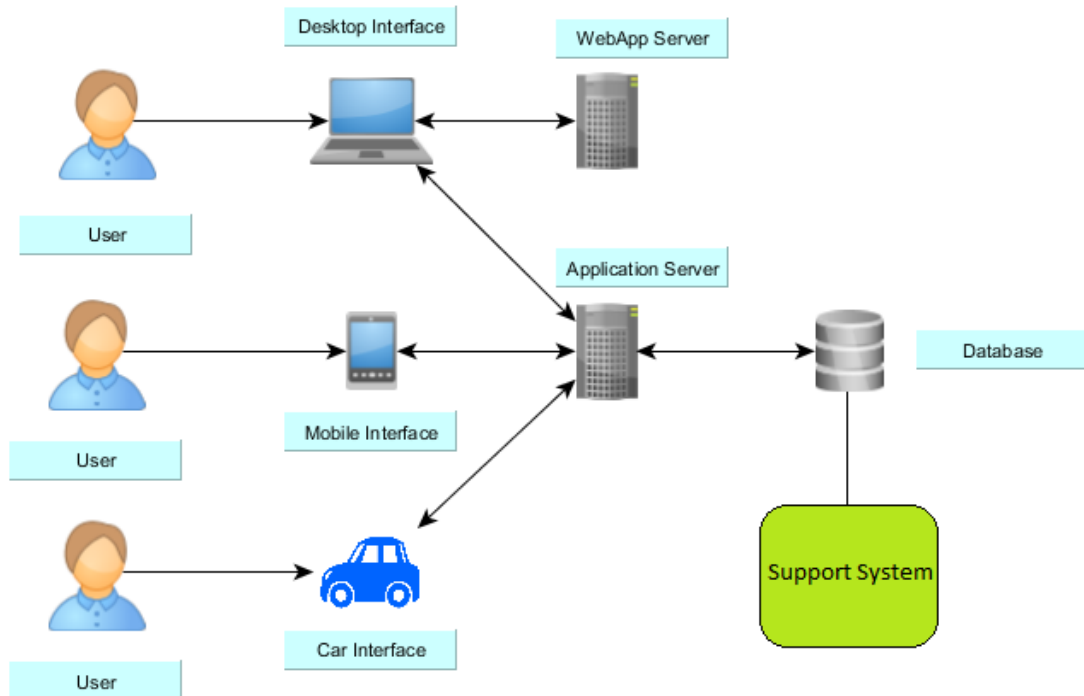 Desktop Interface
WebApp Server
User
Application Server
Database
Mobile Interface
User
Support System
Car Interface
User